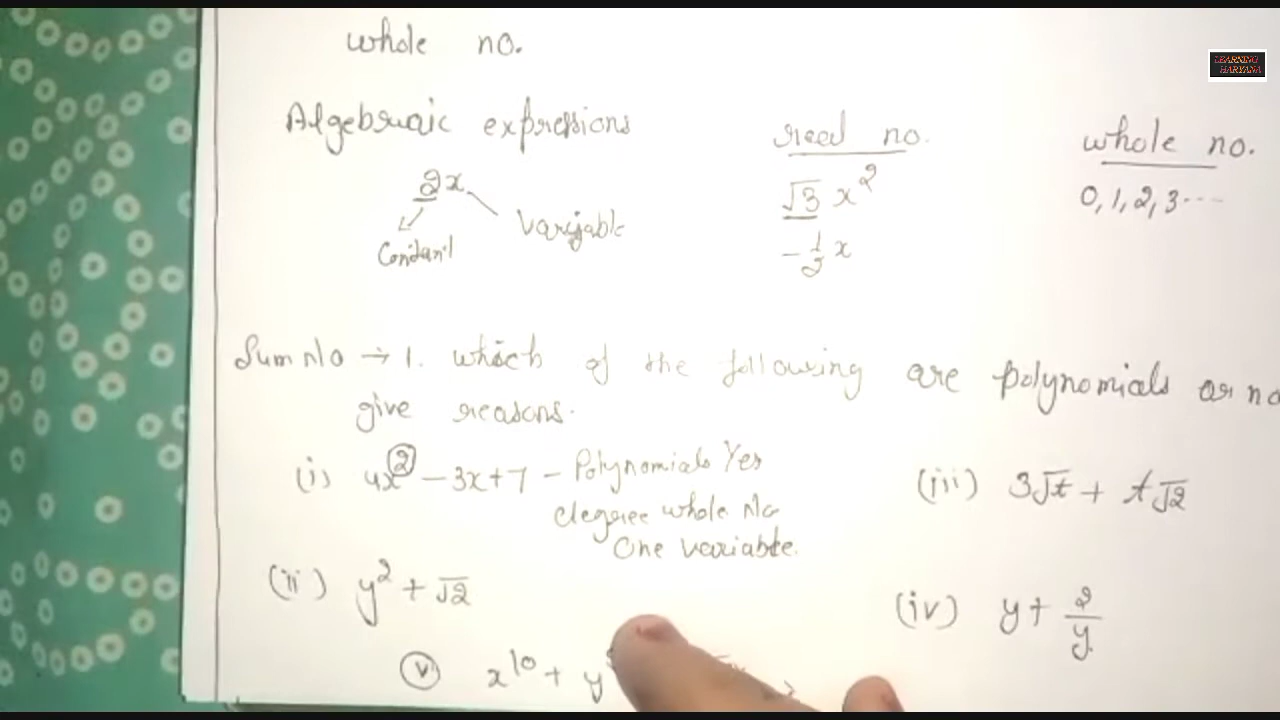 whole no.
LEARNING
HARYANA
Algebraic expressions
real no.
whole no.
2x
√3 x²
0, 1, 2, 3 ...
Variable
Constant
- 1/2 x
Sum No → 1. which of the following are polynomials or no
give reasons.
(i) 4x² - 3x + 7 - Polynomials Yes
degree whole No
One variable.
(iii) 3√t + t√2
(ii) y² + √2
(iv) y + 2/y
(v) x¹⁰ + y